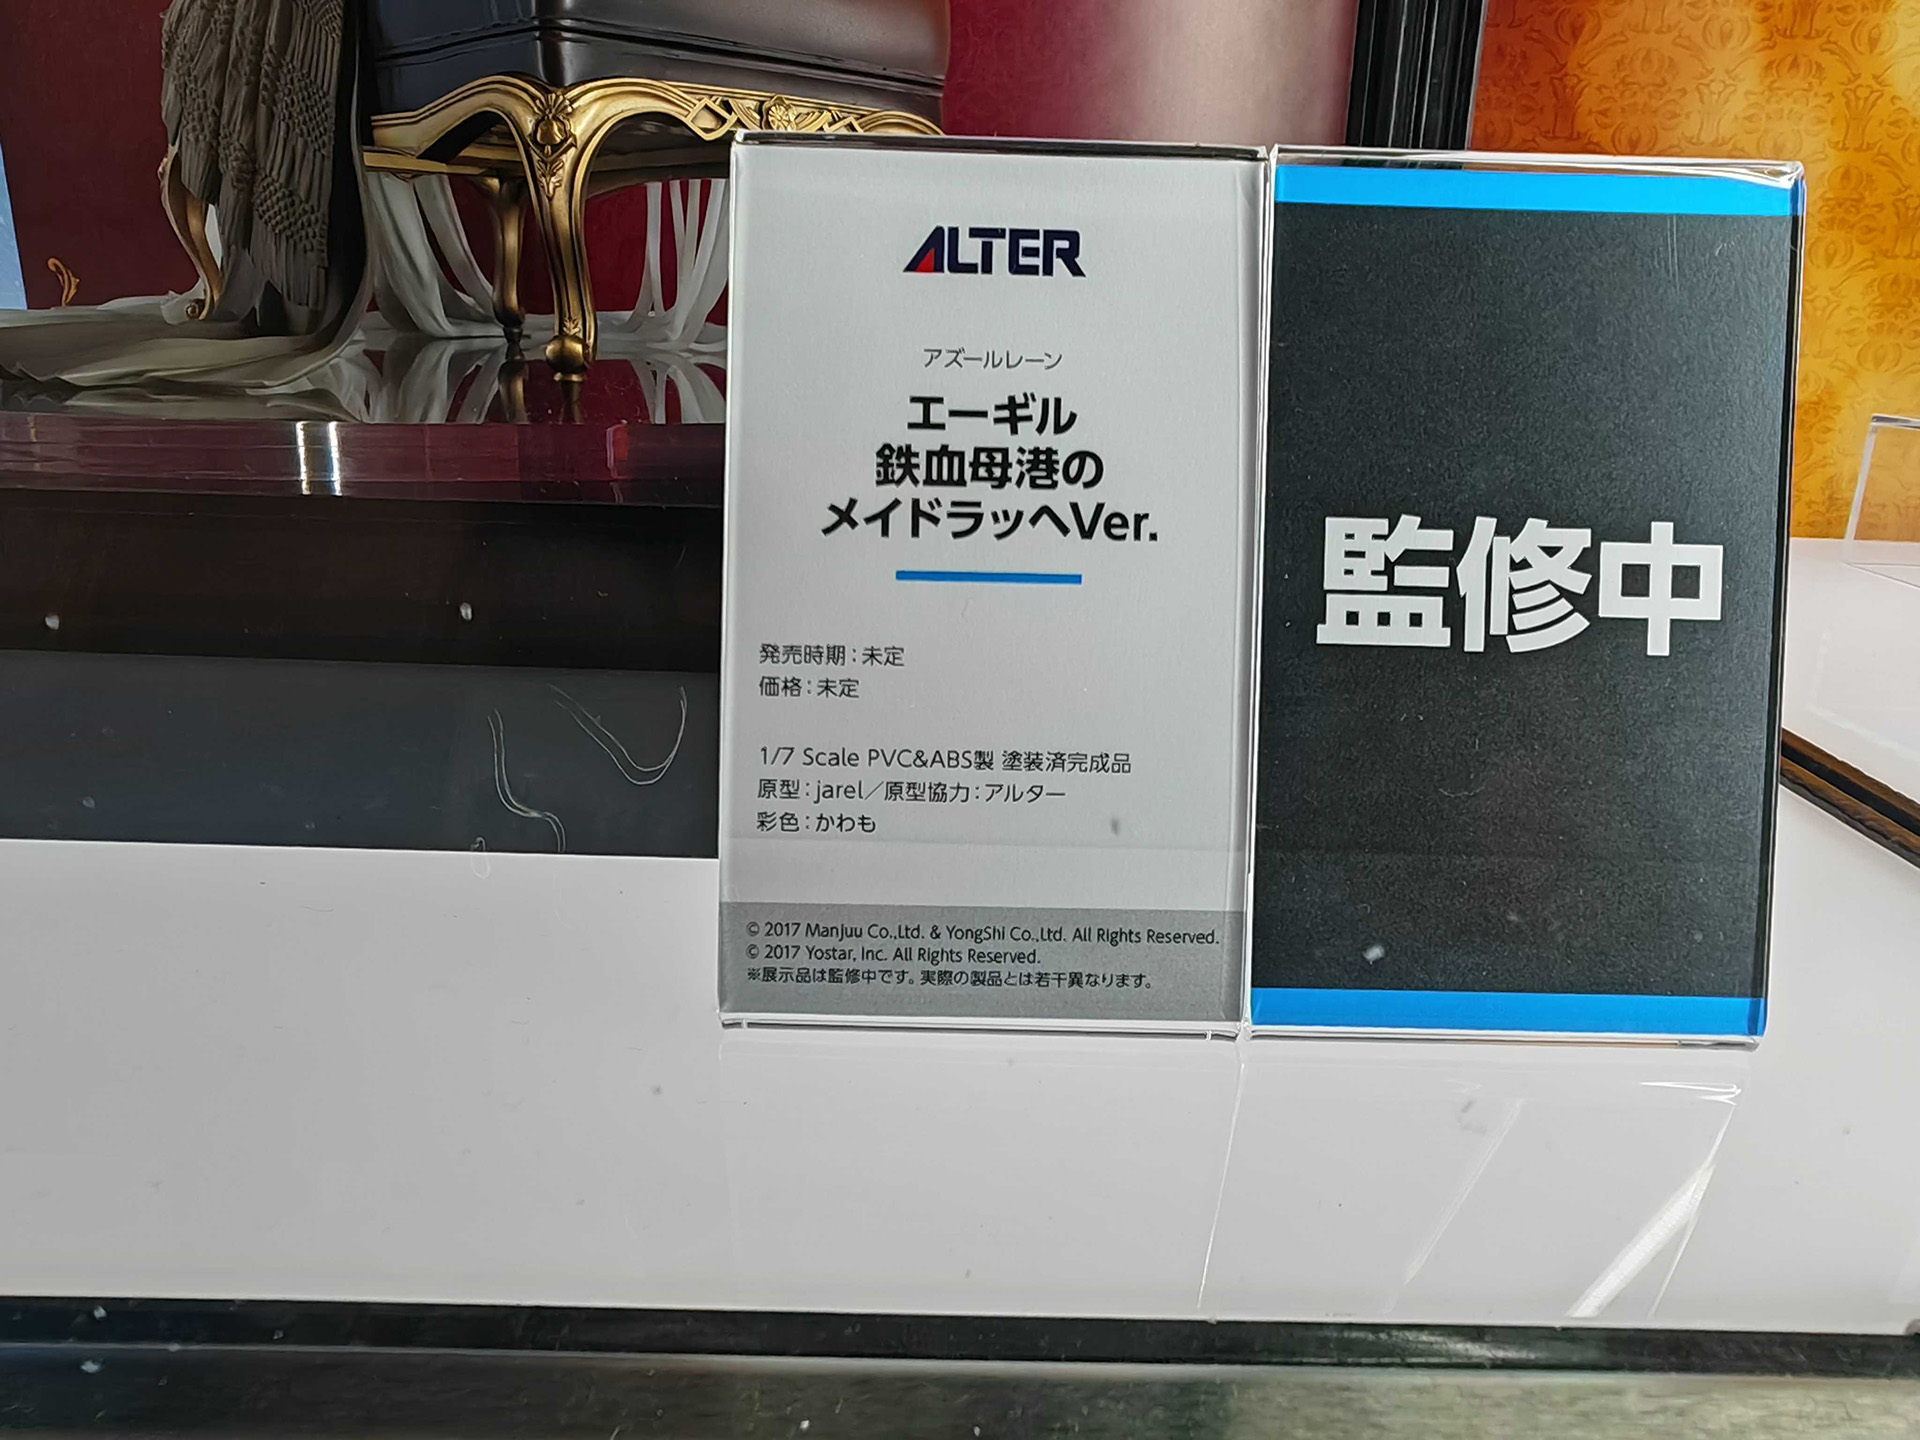 ALTER
アズールレーン
エーギル
鉄血母港の
メイドラッヘVer.
発売時期：未定
価格：未定
1/7 Scale PVC&ABS製 塗装済完成品
原型：jarel／原型協力：アルター
彩色：かわも
© 2017 Manjuu Co.,Ltd. & YongShi Co.,Ltd. All Rights Reserved.
© 2017 Yostar, Inc. All Rights Reserved.
※展示品は監修中です。実際の製品とは若干異なります。
監修中